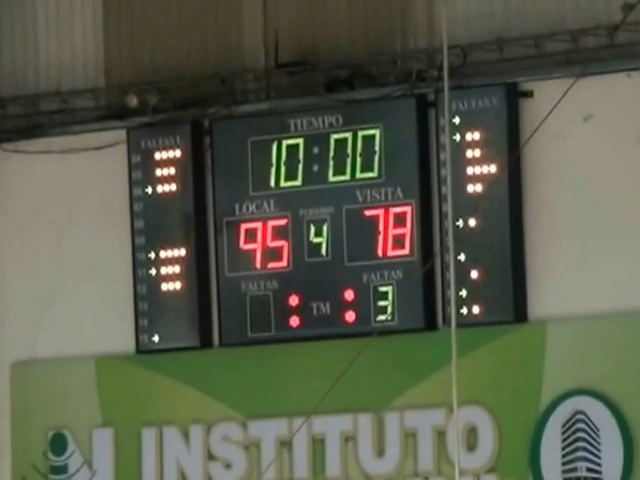 FALTAS L
TIEMPO
FALTAS V
10:00
LOCAL
PERIODO
VISITA
95
4
78
FALTAS
TM
FALTAS
3
INSTITUTO